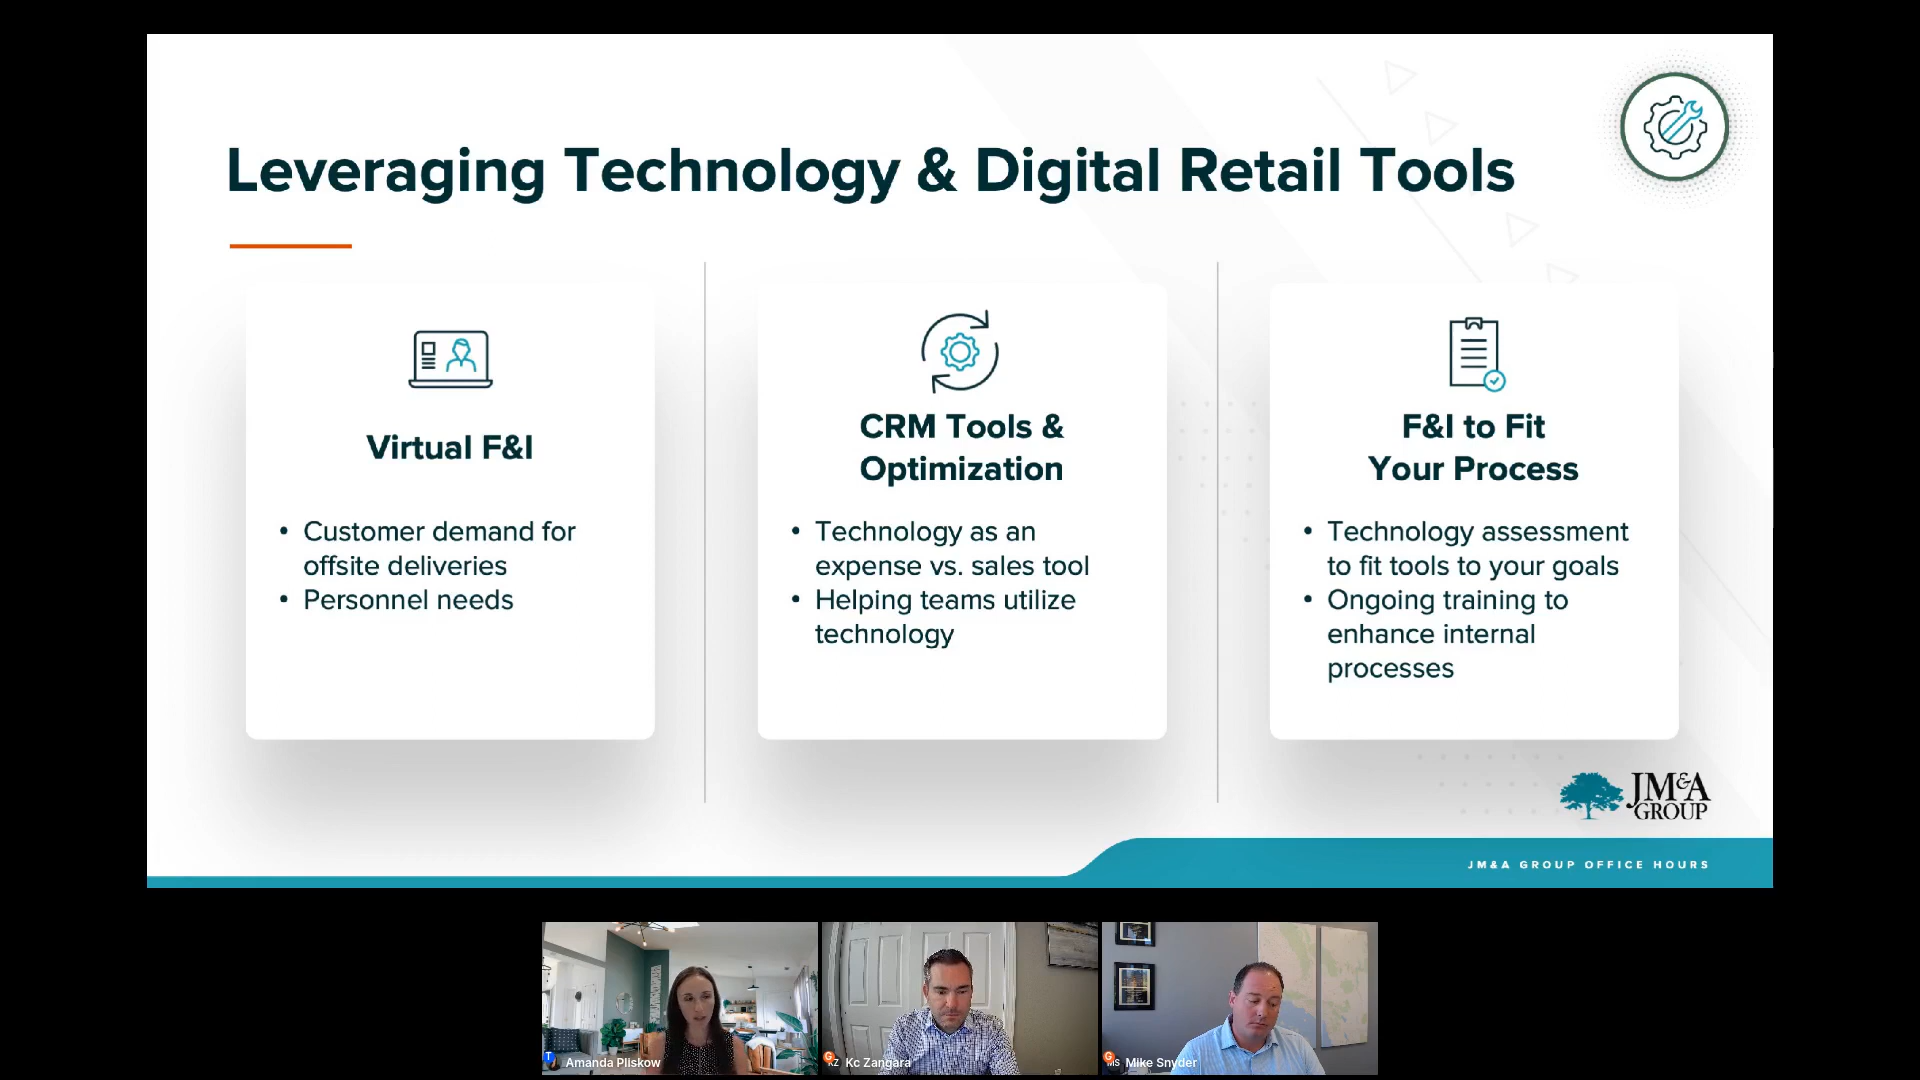 Leveraging Technology & Digital Retail Tools
Virtual F&I
• Customer demand for
offsite deliveries
• Personnel needs
CRM Tools &
Optimization
• Technology as an
expense vs. sales tool
• Helping teams utilize
technology
F&I to Fit
Your Process
• Technology assessment
to fit tools to your goals
• Ongoing training to
enhance internal
processes
JM&A
GROUP
JM&A GROUP OFFICE HOURS
T Amanda Pliskow
G KZ Kc Zangara
G MS Mike Snyder